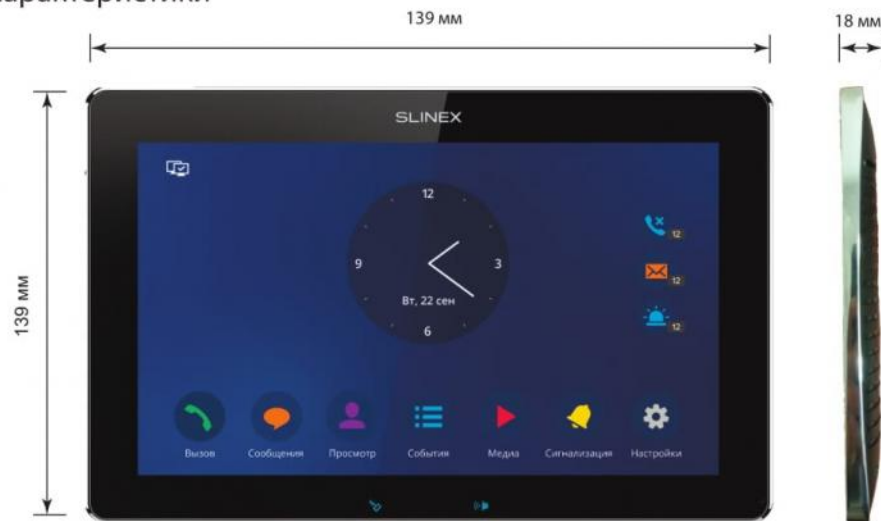 139 мм
18 мм
139 мм
SLINEX
12
9
3
Вт, 22 сен
6
12
12
12
Вызов
Сообщения
Просмотр
События
Медиа
Сигнализация
Настройки